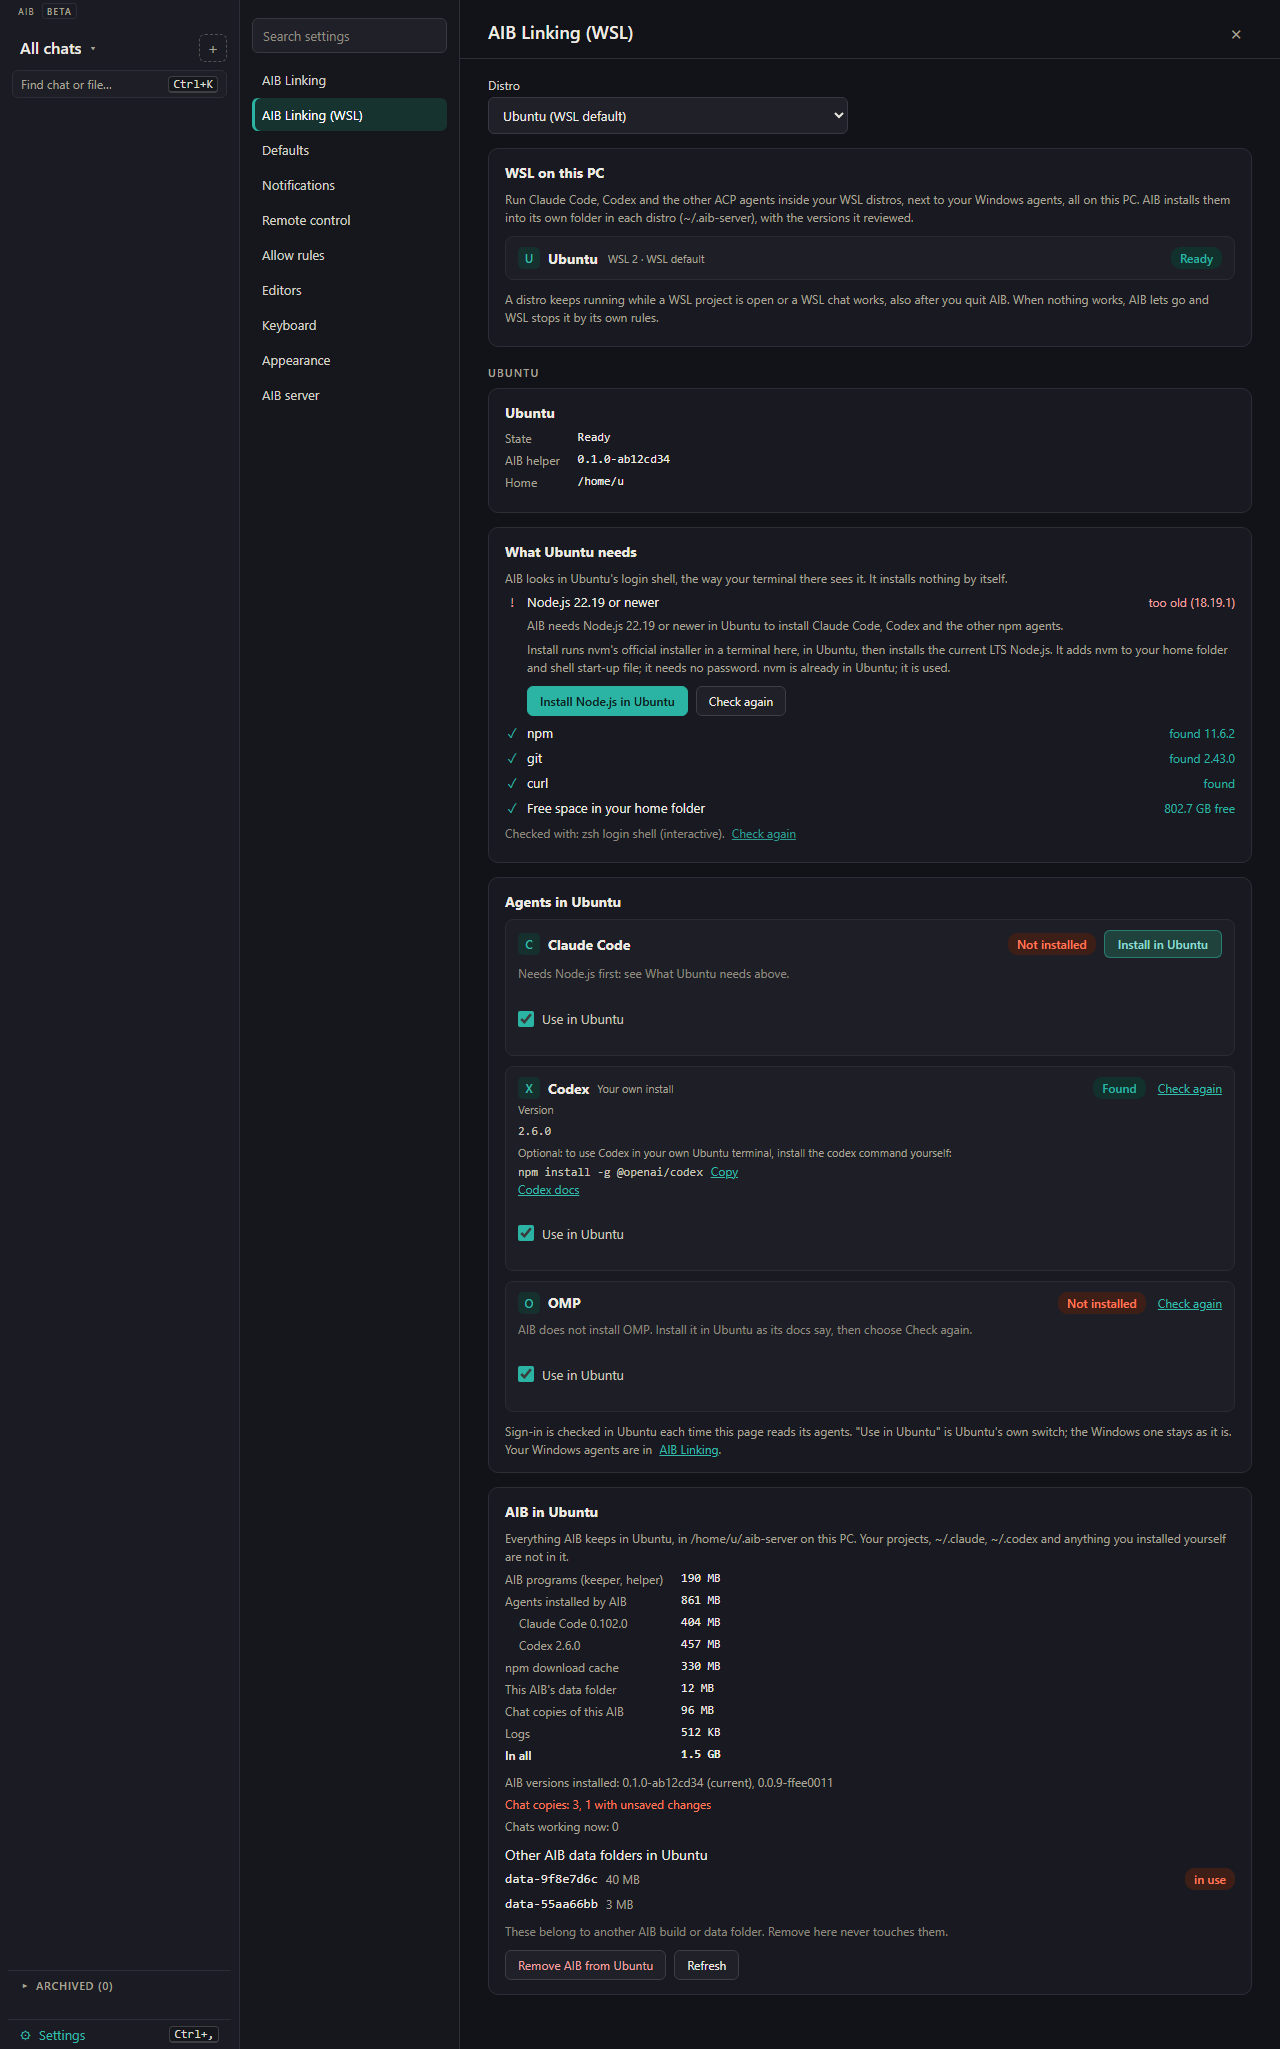 AIB BETA
All chats
+
Find chat or file... Ctrl+K
ARCHIVED (0)
Settings Ctrl+,
Search settings
AIB Linking
AIB Linking (WSL)
Defaults
Notifications
Remote control
Allow rules
Editors
Keyboard
Appearance
AIB server
AIB Linking (WSL)
×
Distro
Ubuntu (WSL default)
WSL on this PC
Run Claude Code, Codex and the other ACP agents inside your WSL distros, next to your Windows agents, all on this PC. AIB installs them
into its own folder in each distro (~/.aib-server), with the versions it reviewed.
U Ubuntu WSL 2 · WSL default Ready
A distro keeps running while a WSL project is open or a WSL chat works, also after you quit AIB. When nothing works, AIB lets go and
WSL stops it by its own rules.
UBUNTU
Ubuntu
State Ready
AIB helper 0.1.0-ab12cd34
Home /home/u
What Ubuntu needs
AIB looks in Ubuntu's login shell, the way your terminal there sees it. It installs nothing by itself.
! Node.js 22.19 or newer too old (18.19.1)
AIB needs Node.js 22.19 or newer in Ubuntu to install Claude Code, Codex and the other npm agents.
Install runs nvm's official installer in a terminal here, in Ubuntu, then installs the current LTS Node.js. It adds nvm to your home folder
and shell start-up file; it needs no password. nvm is already in Ubuntu; it is used.
Install Node.js in Ubuntu Check again
✓ npm found 11.6.2
✓ git found 2.43.0
✓ curl found
✓ Free space in your home folder 802.7 GB free
Checked with: zsh login shell (interactive). Check again
Agents in Ubuntu
C Claude Code Not installed Install in Ubuntu
Needs Node.js first: see What Ubuntu needs above.
Use in Ubuntu
X Codex Your own install Found Check again
Version
2.6.0
Optional: to use Codex in your own Ubuntu terminal, install the codex command yourself:
npm install -g @openai/codex Copy
Codex docs
Use in Ubuntu
O OMP Not installed Check again
AIB does not install OMP. Install it in Ubuntu as its docs say, then choose Check again.
Use in Ubuntu
Sign-in is checked in Ubuntu each time this page reads its agents. "Use in Ubuntu" is Ubuntu's own switch; the Windows one stays as it is.
Your Windows agents are in AIB Linking.
AIB in Ubuntu
Everything AIB keeps in Ubuntu, in /home/u/.aib-server on this PC. Your projects, ~/.claude, ~/.codex and anything you installed yourself
are not in it.
AIB programs (keeper, helper) 190 MB
Agents installed by AIB 861 MB
Claude Code 0.102.0 404 MB
Codex 2.6.0 457 MB
npm download cache 330 MB
This AIB's data folder 12 MB
Chat copies of this AIB 96 MB
Logs 512 KB
In all 1.5 GB
AIB versions installed: 0.1.0-ab12cd34 (current), 0.0.9-ffee0011
Chat copies: 3, 1 with unsaved changes
Chats working now: 0
Other AIB data folders in Ubuntu
data-9f8e7d6c 40 MB in use
data-55aa66bb 3 MB
These belong to another AIB build or data folder. Remove here never touches them.
Remove AIB from Ubuntu Refresh